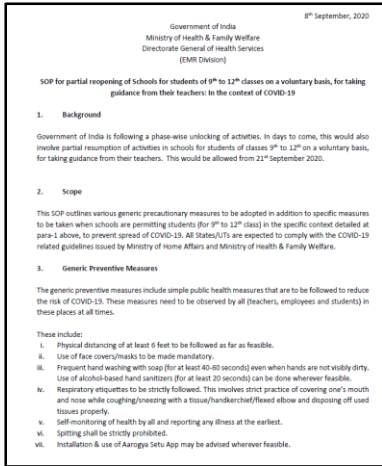 8th September, 2020
Government of India
Ministry of Health & Family Welfare
Directorate General of Health Services
(EMR Division)
SOP for partial reopening of Schools for students of 9th to 12th classes on a voluntary basis, for taking
guidance from their teachers: In the context of COVID-19
1. Background
Government of India is following a phase-wise unlocking of activities. In days to come, this would also
involve partial resumption of activities in schools for students of classes 9th to 12th on a voluntary basis,
for taking guidance from their teachers. This would be allowed from 21st September 2020.
2. Scope
This SOP outlines various generic precautionary measures to be adopted in addition to specific measures
to be taken when schools are permitting students (for 9th to 12th class) in the specific context detailed at
para-1 above, to prevent spread of COVID-19. All States/UTs are expected to comply with the COVID-19
related guidelines issued by Ministry of Home Affairs and Ministry of Health & Family Welfare.
3. Generic Preventive Measures
The generic preventive measures include simple public health measures that are to be followed to reduce
the risk of COVID-19. These measures need to be observed by all (teachers, employees and students) in
these places at all times.
These include:
i. Physical distancing of at least 6 feet to be followed as far as feasible.
ii. Use of face covers/masks to be made mandatory.
iii. Frequent hand washing with soap (for at least 40-60 seconds) even when hands are not visibly dirty.
Use of alcohol-based hand sanitizers (for at least 20 seconds) can be done wherever feasible.
iv. Respiratory etiquettes to be strictly followed. This involves strict practice of covering one's mouth
and nose while coughing/sneezing with a tissue/handkerchief/flexed elbow and disposing off used
tissues properly.
v. Self-monitoring of health by all and reporting any illness at the earliest.
vi. Spitting shall be strictly prohibited.
vii. Installation & use of Aarogya Setu App may be advised wherever feasible.